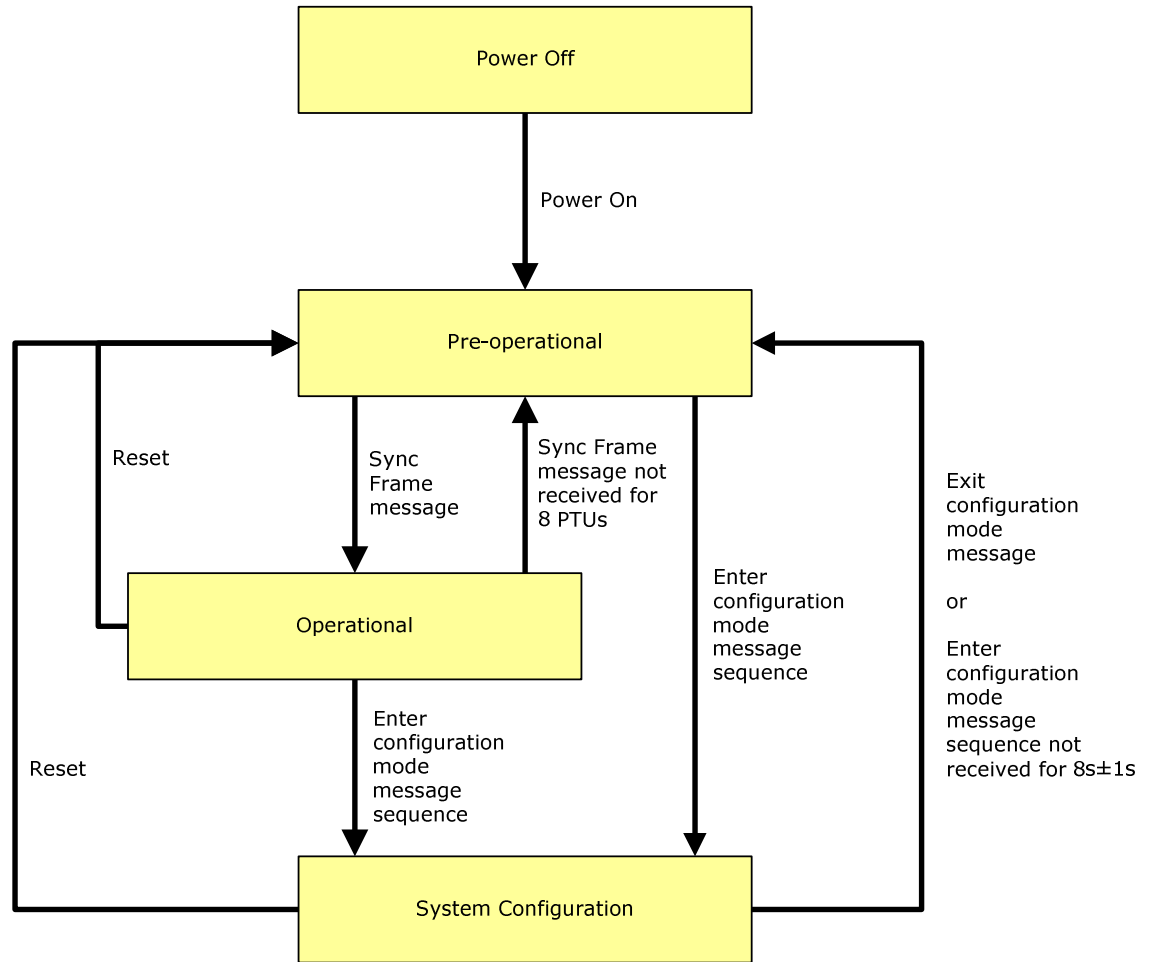 Power Off
Power On
Pre-operational
Reset
Sync
Frame
message
Sync Frame
message not
received for
8 PTUs
Exit
configuration
mode
message
or
Enter
configuration
mode
message
sequence not
received for 8s±1s
Enter
configuration
mode
message
sequence
Operational
Enter
configuration
mode
message
sequence
Reset
System Configuration